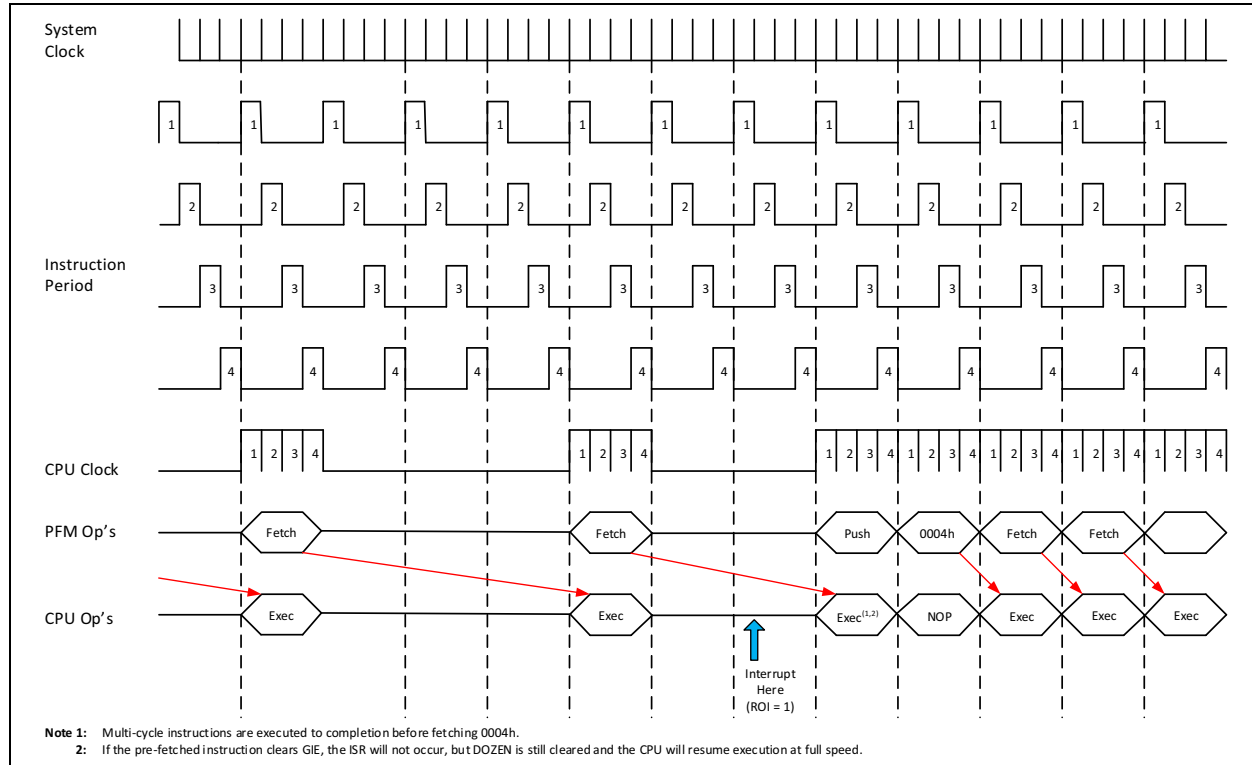 System
Clock
1 1 1 1 1 1 1 1 1 1 1 1 1
2 2 2 2 2 2 2 2 2 2 2 2 2
Instruction
Period
3 3 3 3 3 3 3 3 3 3 3 3 3
4 4 4 4 4 4 4 4 4 4 4 4 4
CPU Clock 1 2 3 4 1 2 3 4 1 2 3 4 1 2 3 4 1 2 3 4 1 2 3 4 1 2 3 4
PFM Op's Fetch Fetch Push 0004h Fetch Fetch
CPU Op's Exec Exec Exec(1,2) NOP Exec Exec Exec
Interrupt
Here
(ROI = 1)
Note 1: Multi-cycle instructions are executed to completion before fetching 0004h.
2: If the pre-fetched instruction clears GIE, the ISR will not occur, but DOZEN is still cleared and the CPU will resume execution at full speed.